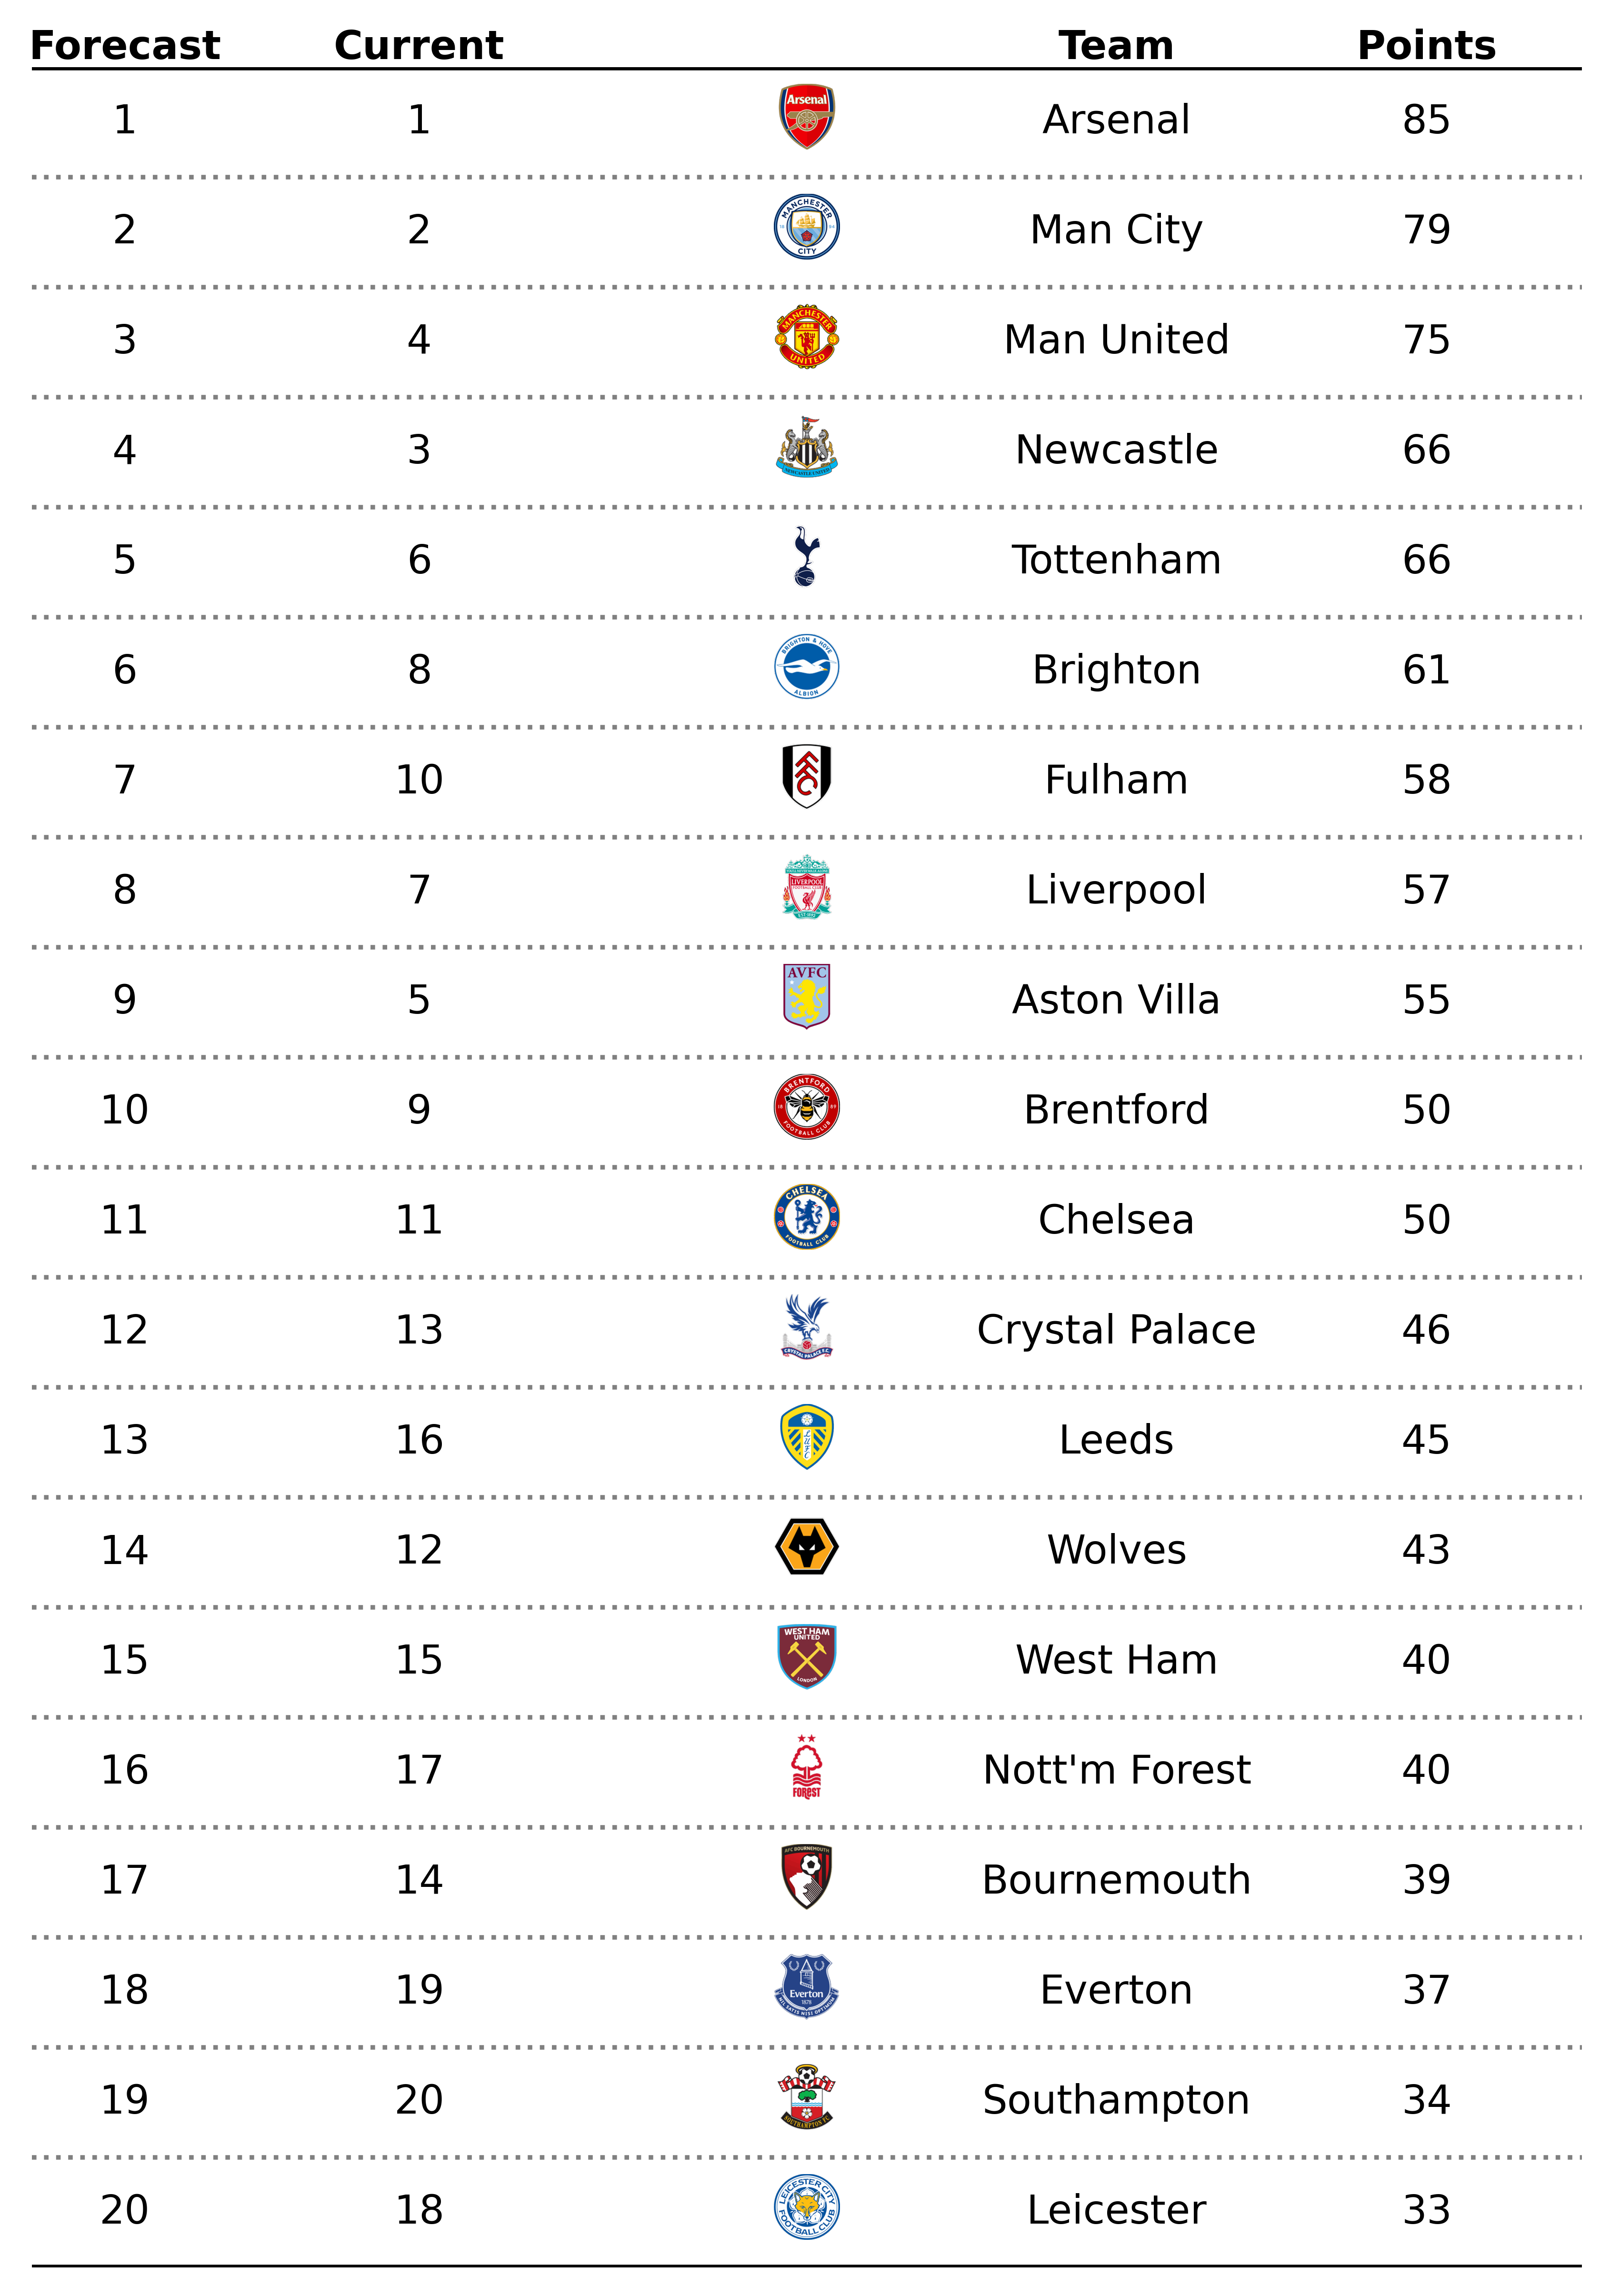 Forecast Current Team Points
1 1 Arsenal Arsenal 85
2 2 MANCHESTER CITY Man City 79
3 4 MANCHESTER UNITED Man United 75
4 3 Newcastle 66
5 6 Tottenham 66
6 8 BRIGHTON & HOVE ALBION Brighton 61
7 10 FFC Fulham 58
8 7 LIVERPOOL FOOTBALL CLUB Liverpool 57
9 5 AVFC Aston Villa 55
10 9 BRENTFORD FOOTBALL CLUB Brentford 50
11 11 CHELSEA FOOTBALL CLUB Chelsea 50
12 13 CRYSTAL PALACE F.C. Crystal Palace 46
13 16 LUFC Leeds 45
14 12 Wolves 43
15 15 WEST HAM UNITED LONDON West Ham 40
16 17 FOREST Nott'm Forest 40
17 14 AFC BOURNEMOUTH Bournemouth 39
18 19 Everton 1878 NIL SATIS NISI OPTIMUM Everton 37
19 20 SOUTHAMPTON FC Southampton 34
20 18 LEICESTER CITY FOOTBALL CLUB Leicester 33